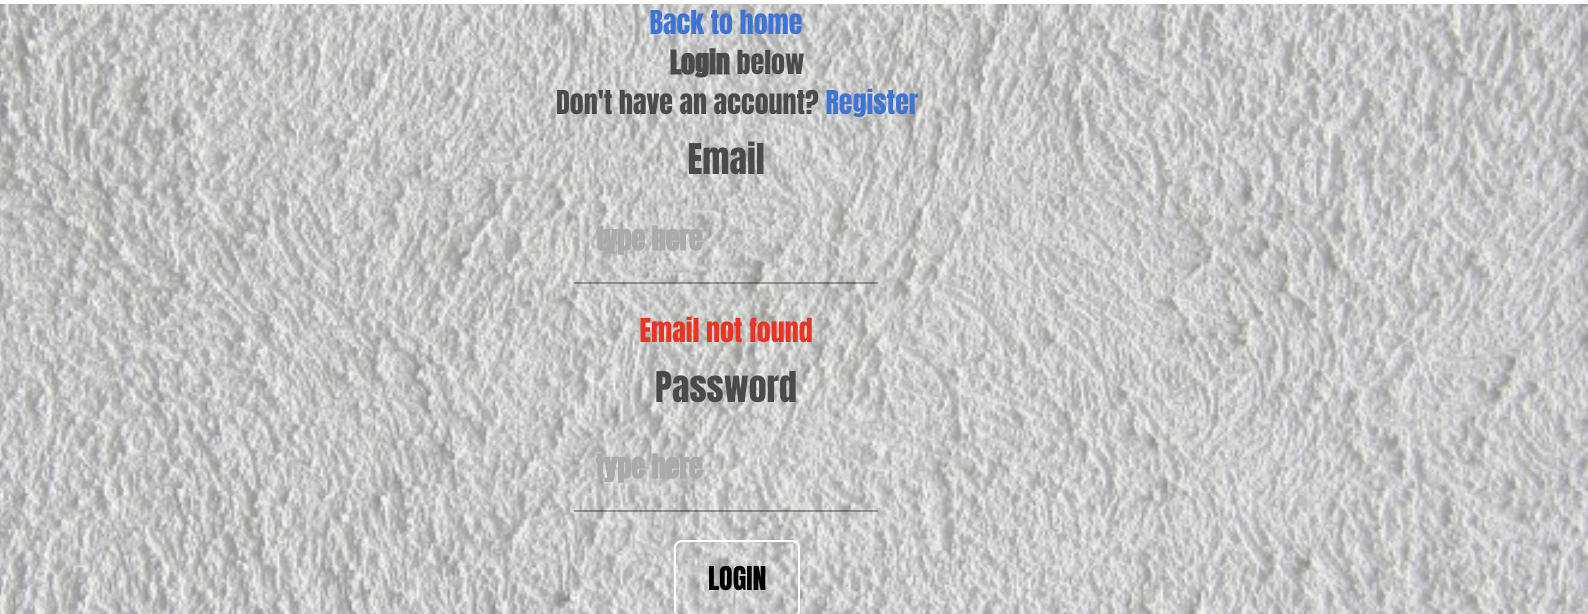 Back to home
Login below
Don't have an account? Register
Email
type here
Email not found
Password
type here
LOGIN